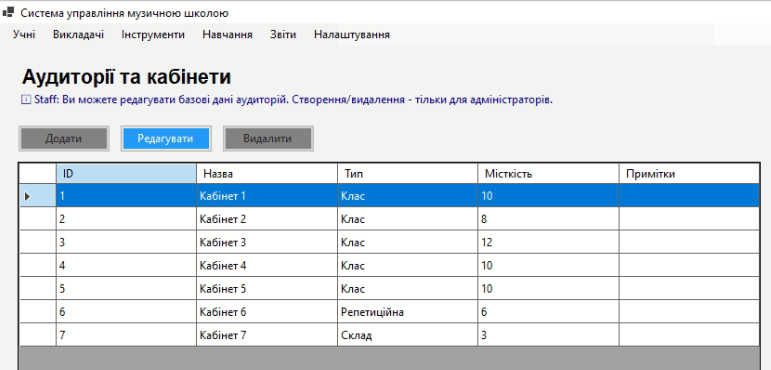 Система управління музичною школою
Учні Викладачі Інструменти Навчання Звіти Налаштування
Аудиторії та кабінети
Staff: Ви можете редагувати базові дані аудиторій. Створення/видалення - тільки для адміністраторів.
Додати Редагувати Видалити
ID Назва Тип Місткість Примітки
1 Кабінет 1 Клас 10
2 Кабінет 2 Клас 8
3 Кабінет 3 Клас 12
4 Кабінет 4 Клас 10
5 Кабінет 5 Клас 10
6 Кабінет 6 Репетиційна 6
7 Кабінет 7 Склад 3